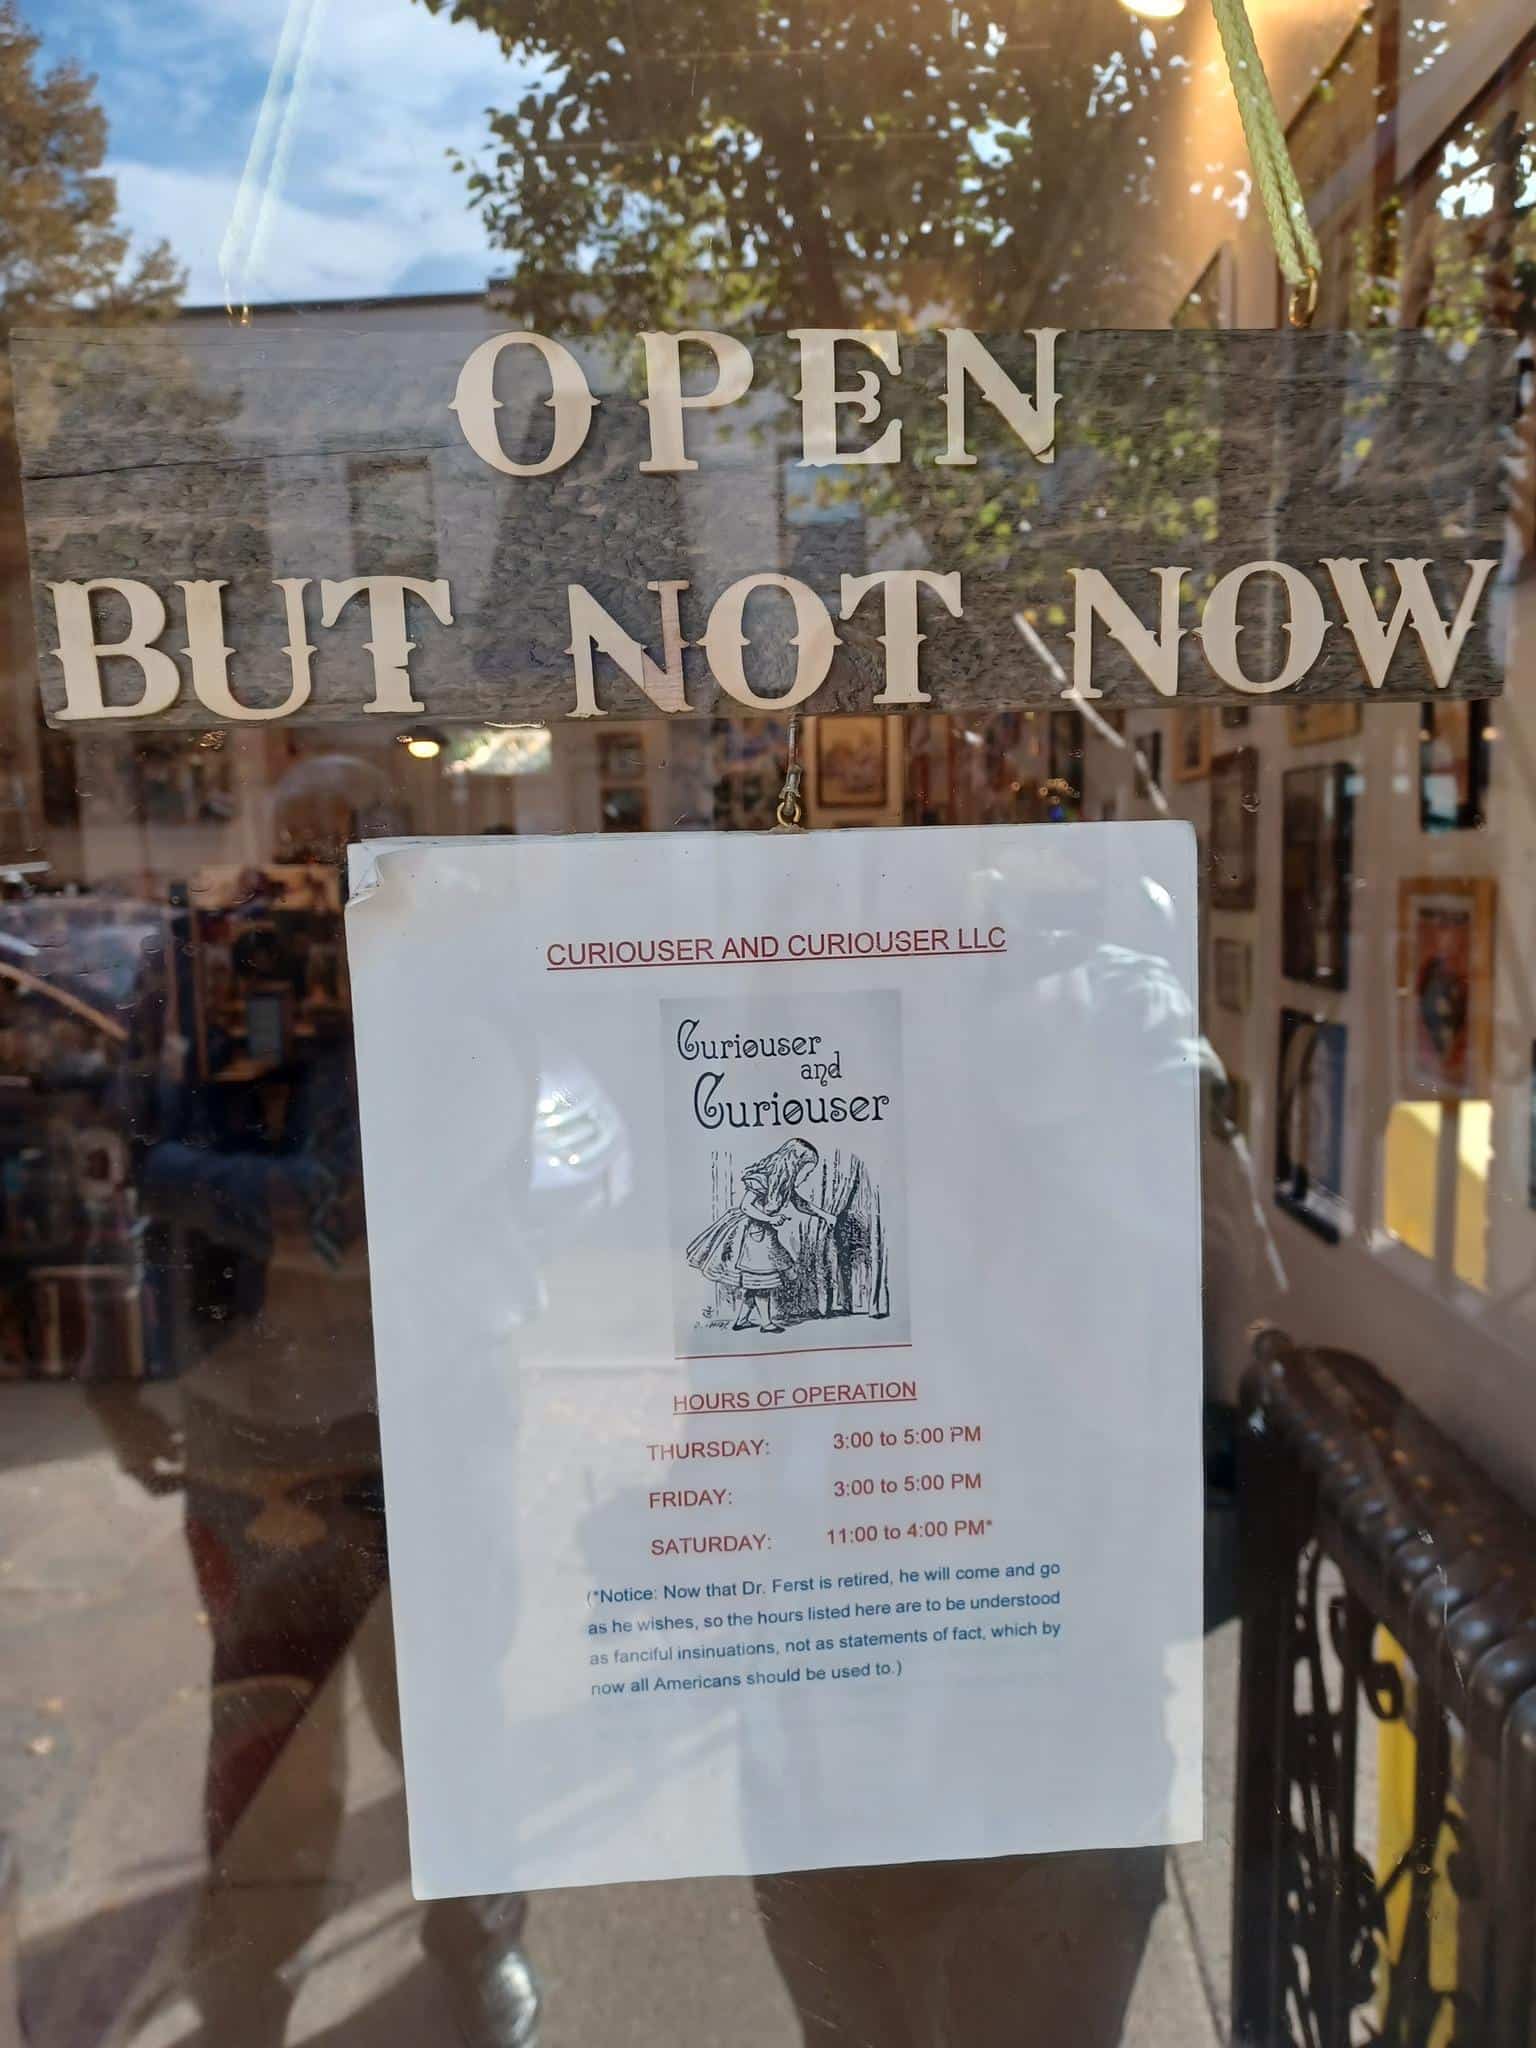 OPEN
BUT NOT NOW
CURIOUSER AND CURIOUSER LLC
Curiouser
and
Curiouser
HOURS OF OPERATION
THURSDAY: 3:00 to 5:00 PM
FRIDAY: 3:00 to 5:00 PM
SATURDAY: 11:00 to 4:00 PM*
(*Notice: Now that Dr. Ferst is retired, he will come and go
as he wishes, so the hours listed here are to be understood
as fanciful insinuations, not as statements of fact, which by
now all Americans should be used to.)